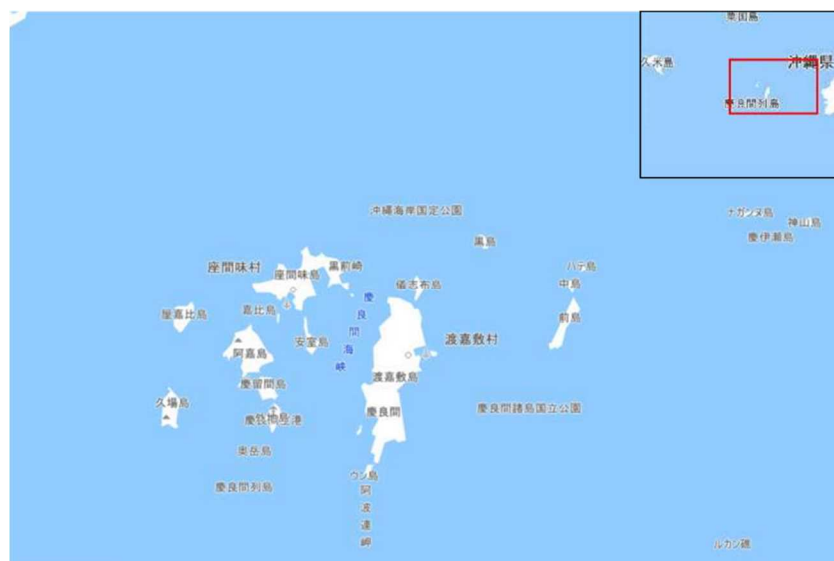 粟国島
久米島
沖縄県
慶良間列島
ナガンヌ島
神山島
慶伊瀬島
沖縄海岸国定公園
黒島
座間味村
座間味島
黒前崎
ハテ島
中島
儀志布島
慶良間海峡
嘉比島
屋嘉比島
前島
安室島
渡嘉敷村
阿嘉島
渡嘉敷島
慶留間島
久場島
慶良間
慶良間諸島国立公園
外地島
奥岳島
慶良間列島
ウン島
阿波連岬
ルカン礁